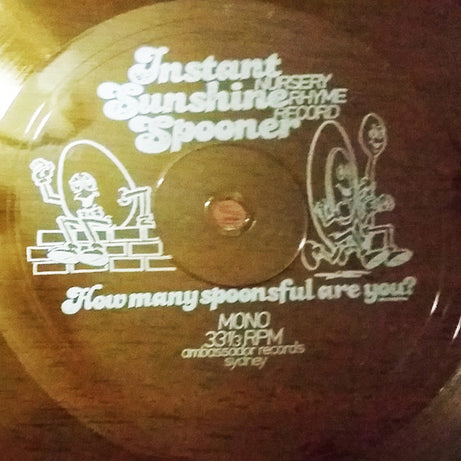 Instant
Sunshine
Spooner
NURSERY
RHYME
RECORD
How many spoonsful are you?
MONO
33⅓ RPM
ambassador records
sydney